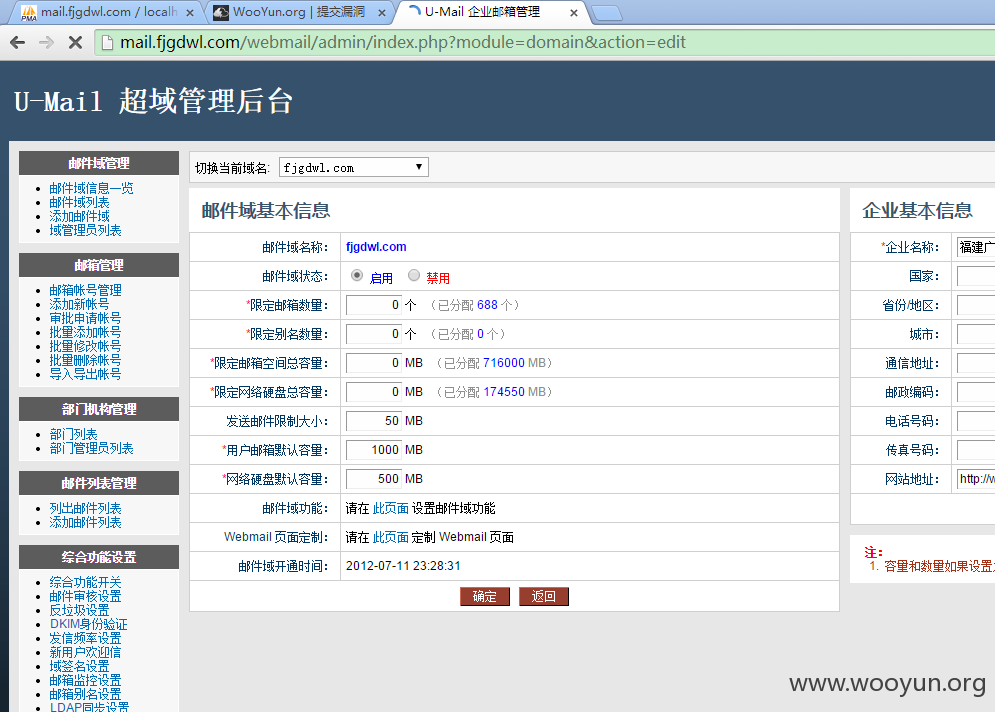 mail.fjgdwl.com / localh
WooYun.org | 提交漏洞
U-Mail 企业邮箱管理
mail.fjgdwl.com/webmail/admin/index.php?module=domain&action=edit
U-Mail 超域管理后台
邮件域管理
邮件域信息一览
邮件域列表
添加邮件域
域管理员列表
邮箱管理
邮箱帐号管理
添加新帐号
审批申请帐号
批量添加帐号
批量修改帐号
批量删除帐号
导入导出帐号
部门机构管理
部门列表
部门管理员列表
邮件列表管理
列出邮件列表
添加邮件列表
综合功能设置
综合功能开关
邮件审核设置
反垃圾设置
DKIM身份验证
发信频率设置
新用户欢迎信
域签名设置
邮箱监控设置
邮箱别名设置
LDAP同步设置
切换当前域名: fjgdwl.com
邮件域基本信息
邮件域名称: fjgdwl.com
邮件域状态: 启用 禁用
*限定邮箱数量: 0 个 （已分配 688 个）
*限定别名数量: 0 个 （已分配 0 个）
*限定邮箱空间总容量: 0 MB （已分配 716000 MB）
*限定网络硬盘总容量: 0 MB （已分配 174550 MB）
发送邮件限制大小: 50 MB
*用户邮箱默认容量: 1000 MB
*网络硬盘默认容量: 500 MB
邮件域功能: 请在 此页面 设置邮件域功能
Webmail 页面定制: 请在 此页面 定制 Webmail 页面
邮件域开通时间: 2012-07-11 23:28:31
确定 返回
企业基本信息
*企业名称: 福建广
国家:
省份/地区:
城市:
通信地址:
邮政编码:
电话号码:
传真号码:
网站地址: http://w
注:
1. 容量和数量如果设置
www.wooyun.org